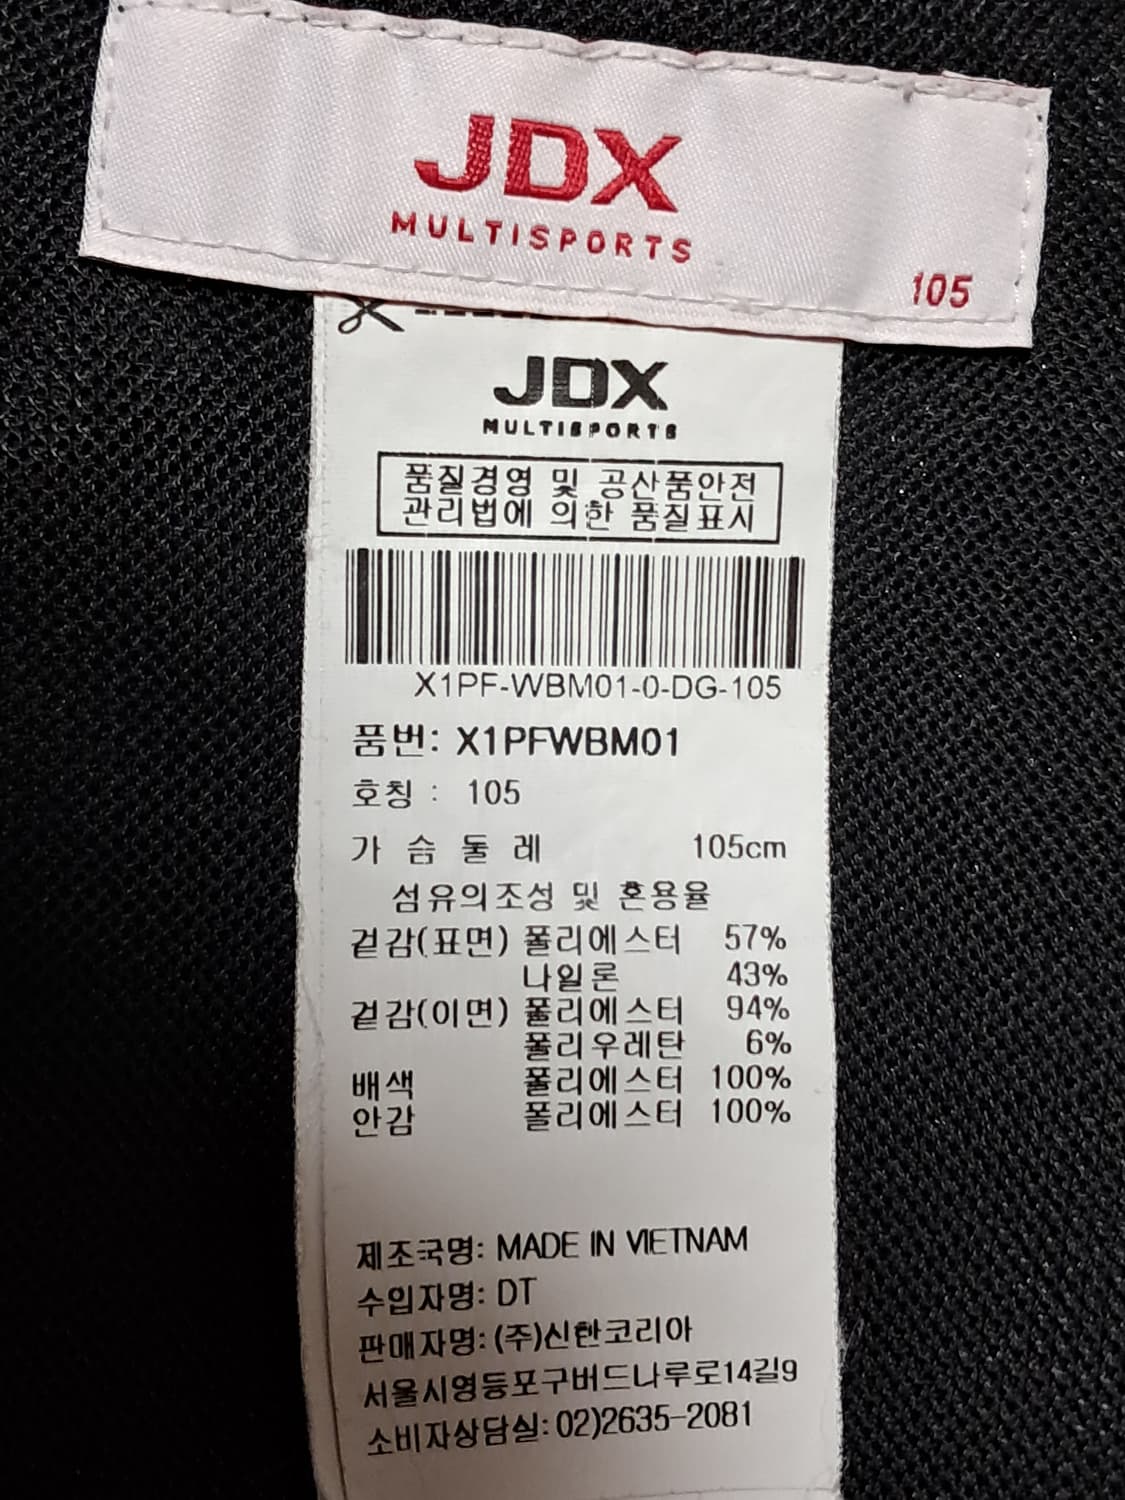 JDX
MULTISPORTS
105
JDX
MULTISPORTS
품질경영 및 공산품안전
관리법에 의한 품질표시
X1PF-WBM01-0-DG-105
품번: X1PFWBM01
호칭 : 105
가 슴 둘 레 105cm
섬유의조성 및 혼용율
겉감(표면) 폴리에스터 57%
나일론 43%
겉감(이면) 폴리에스터 94%
폴리우레탄 6%
배색 폴리에스터 100%
안감 폴리에스터 100%
제조국명: MADE IN VIETNAM
수입자명: DT
판매자명: (주)신한코리아
서울시영등포구버드나루로14길9
소비자상담실: 02)2635-2081